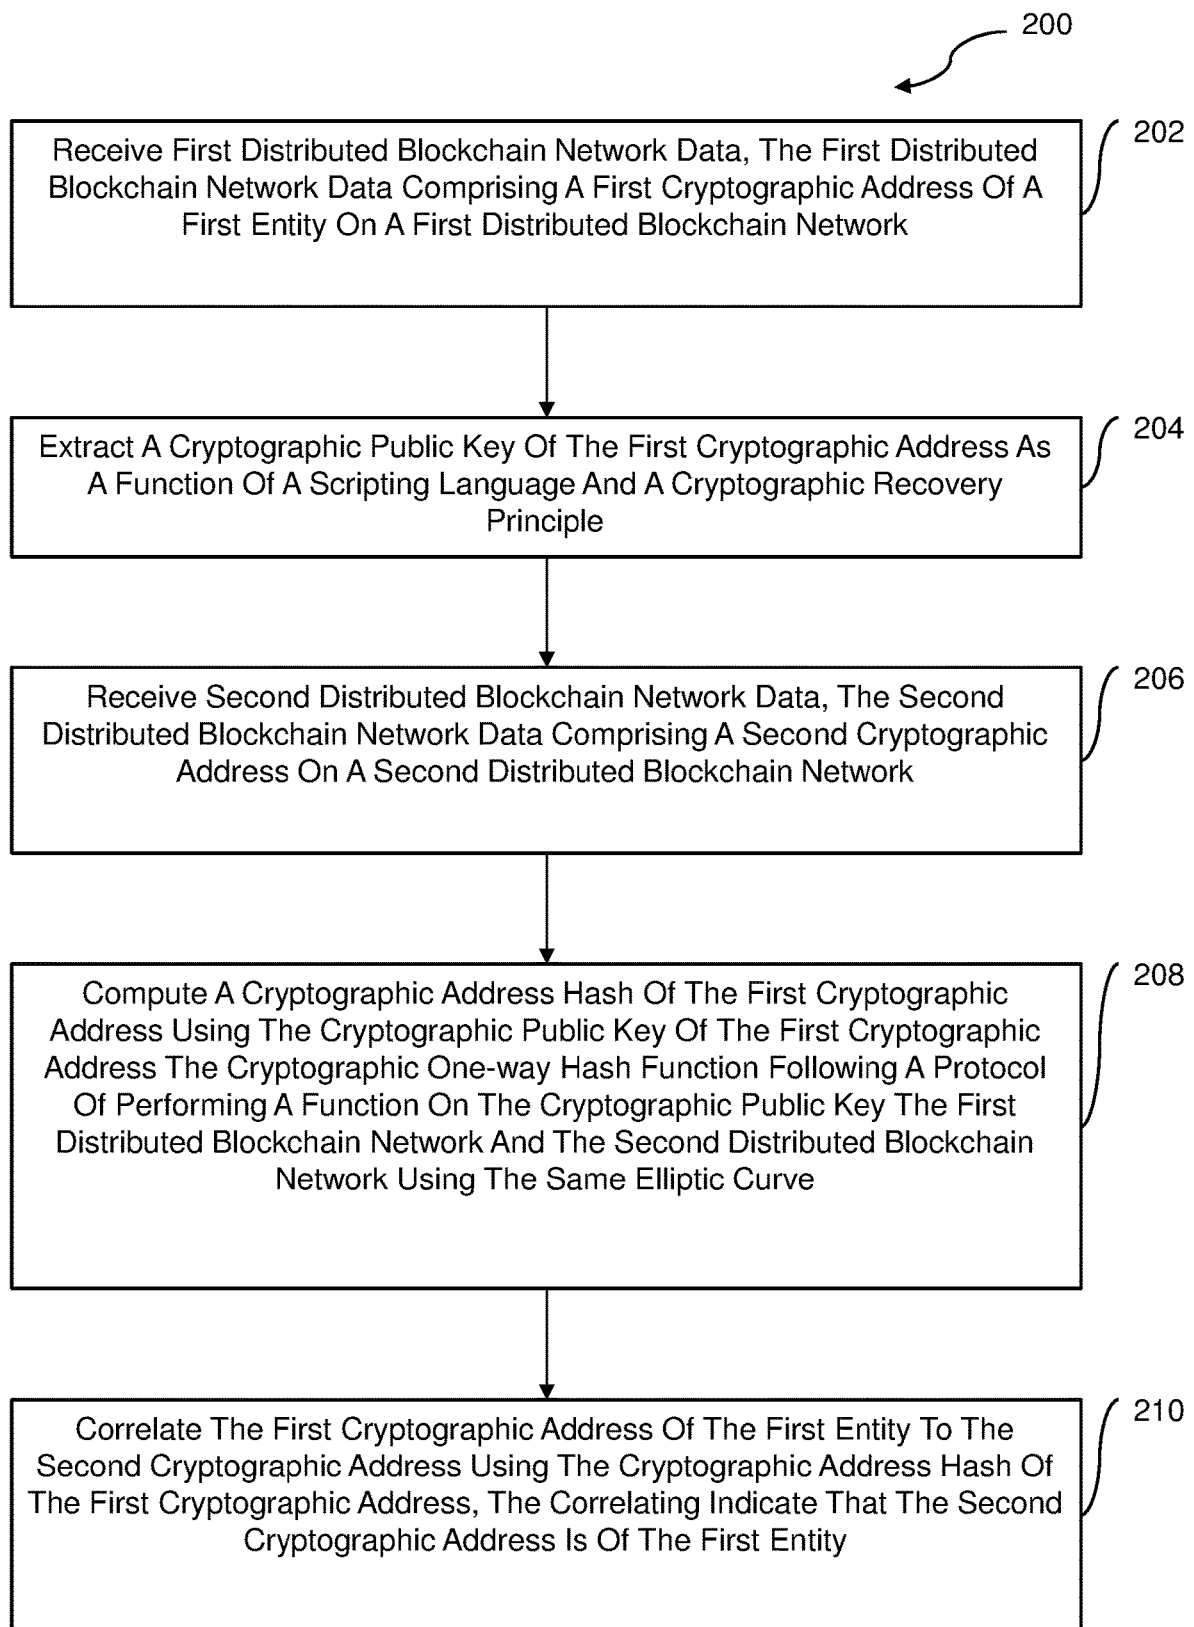 200
202
Receive First Distributed Blockchain Network Data, The First Distributed
Blockchain Network Data Comprising A First Cryptographic Address Of A
First Entity On A First Distributed Blockchain Network
204
Extract A Cryptographic Public Key Of The First Cryptographic Address As
A Function Of A Scripting Language And A Cryptographic Recovery
Principle
206
Receive Second Distributed Blockchain Network Data, The Second
Distributed Blockchain Network Data Comprising A Second Cryptographic
Address On A Second Distributed Blockchain Network
208
Compute A Cryptographic Address Hash Of The First Cryptographic
Address Using The Cryptographic Public Key Of The First Cryptographic
Address The Cryptographic One-way Hash Function Following A Protocol
Of Performing A Function On The Cryptographic Public Key The First
Distributed Blockchain Network And The Second Distributed Blockchain
Network Using The Same Elliptic Curve
210
Correlate The First Cryptographic Address Of The First Entity To The
Second Cryptographic Address Using The Cryptographic Address Hash Of
The First Cryptographic Address, The Correlating Indicate That The Second
Cryptographic Address Is Of The First Entity